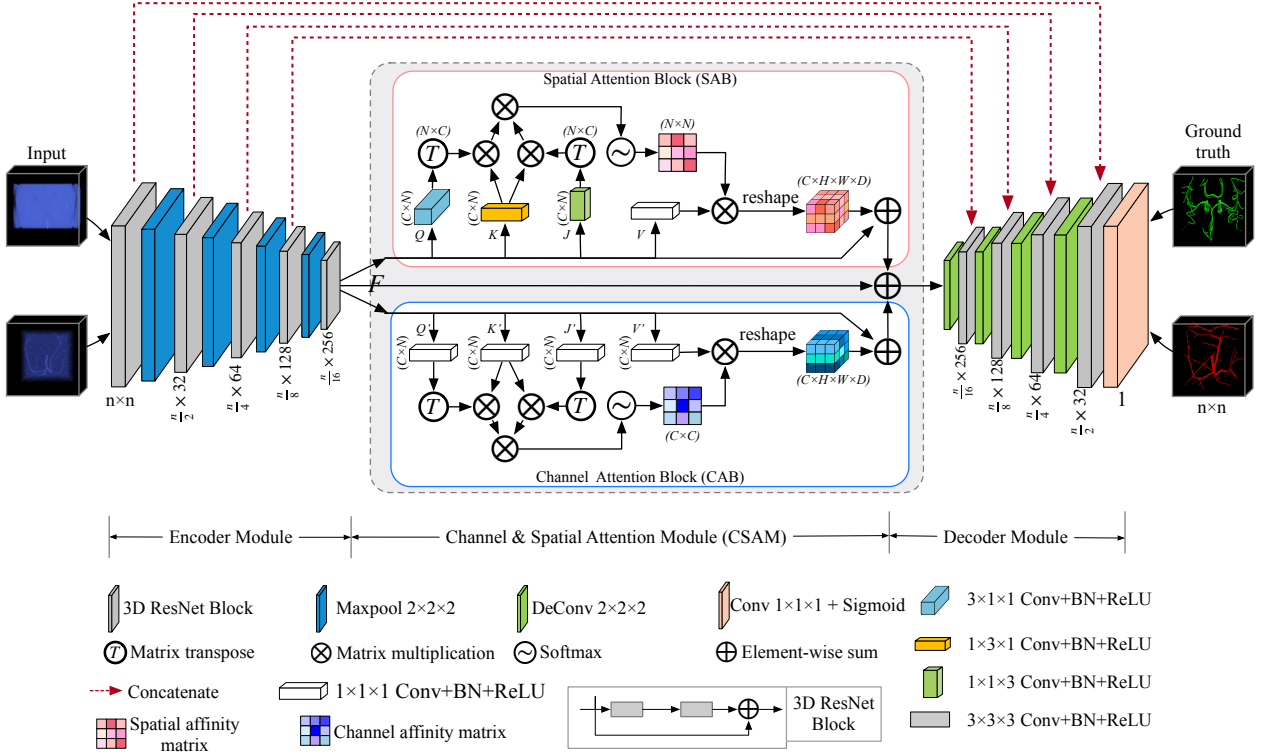 Spatial Attention Block (SAB)
Input
Ground
truth
(N×C)
(N×C)
(N×N)
(C×H×W×D)
T
T
~
reshape
(C×N)
(C×N)
(C×N)
Q
K
J
V
F
Q'
K'
J'
V'
(C×N)
(C×N)
(C×N)
(C×N)
reshape
(C×H×W×D)
T
T
~
(C×C)
Channel Attention Block (CAB)
n×n
n/2 × 32
n/4 × 64
n/8 × 128
n/16 × 256
n/16 × 256
n/8 × 128
n/4 × 64
n/2 × 32
1
n×n
Encoder Module
Channel & Spatial Attention Module (CSAM)
Decoder Module
3D ResNet Block
Maxpool 2×2×2
DeConv 2×2×2
Conv 1×1×1 + Sigmoid
3×1×1 Conv+BN+ReLU
T Matrix transpose
Matrix multiplication
~ Softmax
Element-wise sum
1×3×1 Conv+BN+ReLU
Concatenate
1×1×1 Conv+BN+ReLU
1×1×3 Conv+BN+ReLU
Spatial affinity
matrix
Channel affinity matrix
3D ResNet
Block
3×3×3 Conv+BN+ReLU